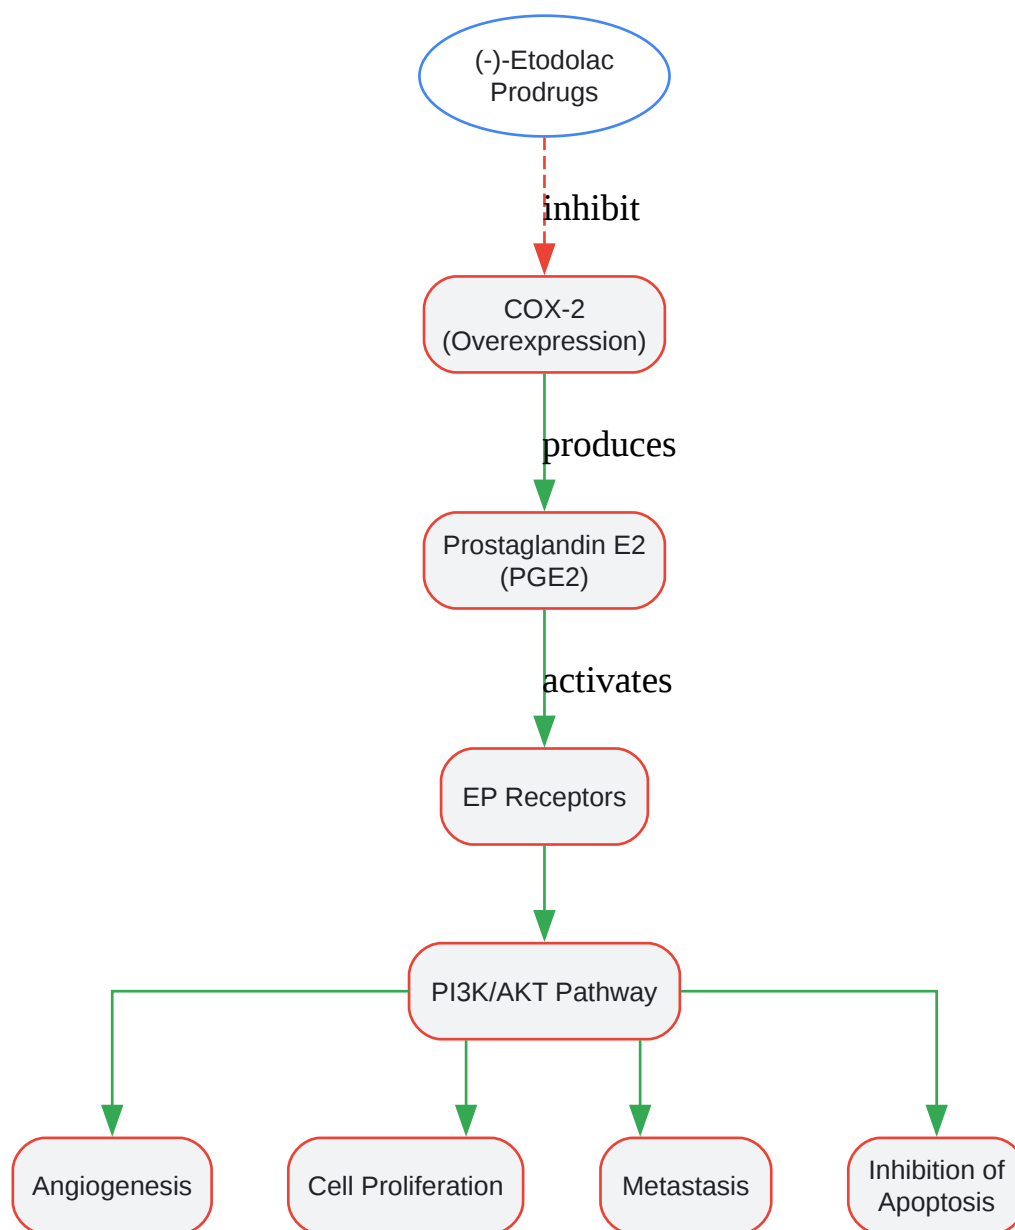 (-)-Etodolac
Prodrugs
inhibit
COX-2
(Overexpression)
produces
Prostaglandin E2
(PGE2)
activates
EP Receptors
PI3K/AKT Pathway
Angiogenesis
Cell Proliferation
Metastasis
Inhibition of
Apoptosis